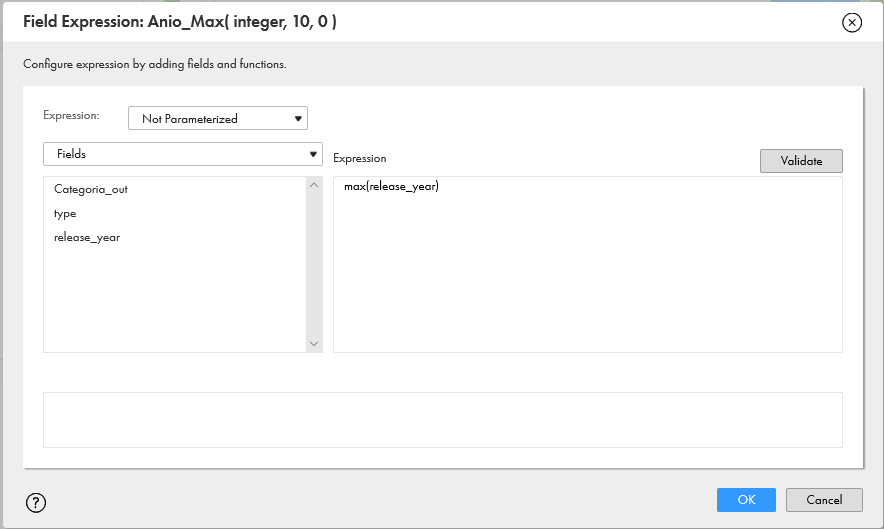 Field Expression: Anio_Max( integer, 10, 0 )
Configure expression by adding fields and functions.
Expression: Not Parameterized
Fields
Expression
Validate
Categoria_out
type
release_year
max(release_year)
?
OK
Cancel